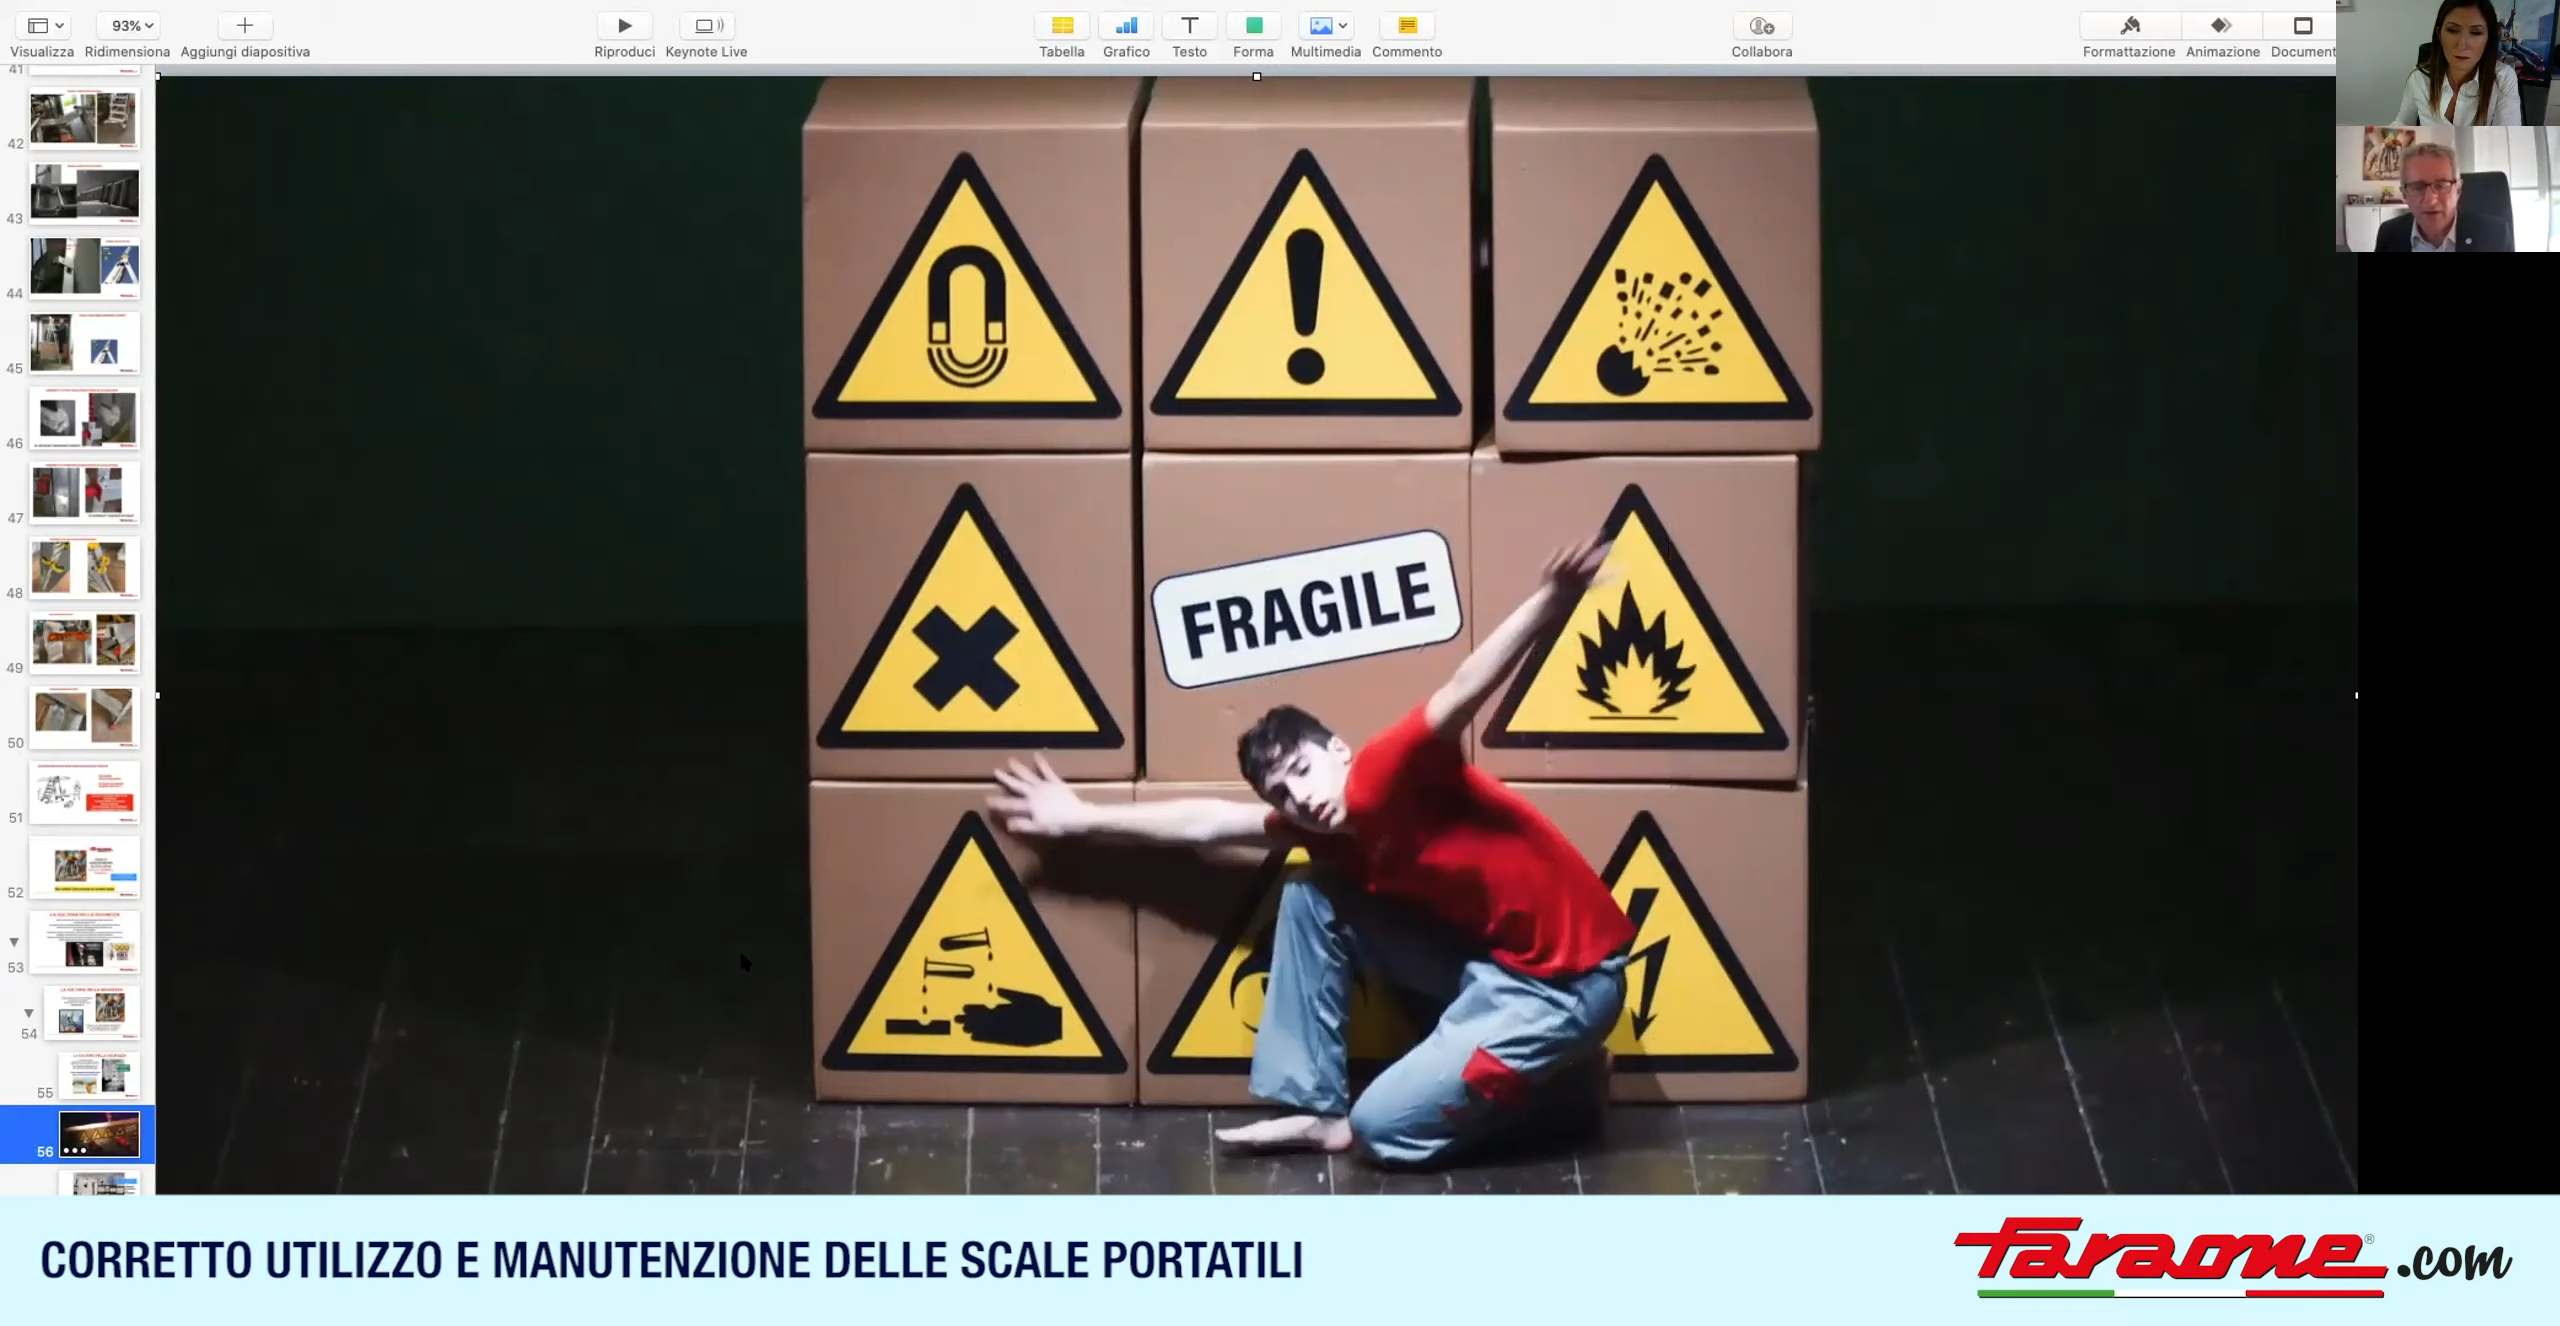 93%
Visualizza
Ridimensiona
Aggiungi diapositiva
Riproduci
Keynote Live
Tabella
Grafico
Testo
Forma
Multimedia
Commento
Collabora
Formattazione
Animazione
Document
41
42
43
44
45
46
47
48
49
50
51
52
53
54
55
56
FRAGILE
CORRETTO UTILIZZO E MANUTENZIONE DELLE SCALE PORTATILI
faraone®.com